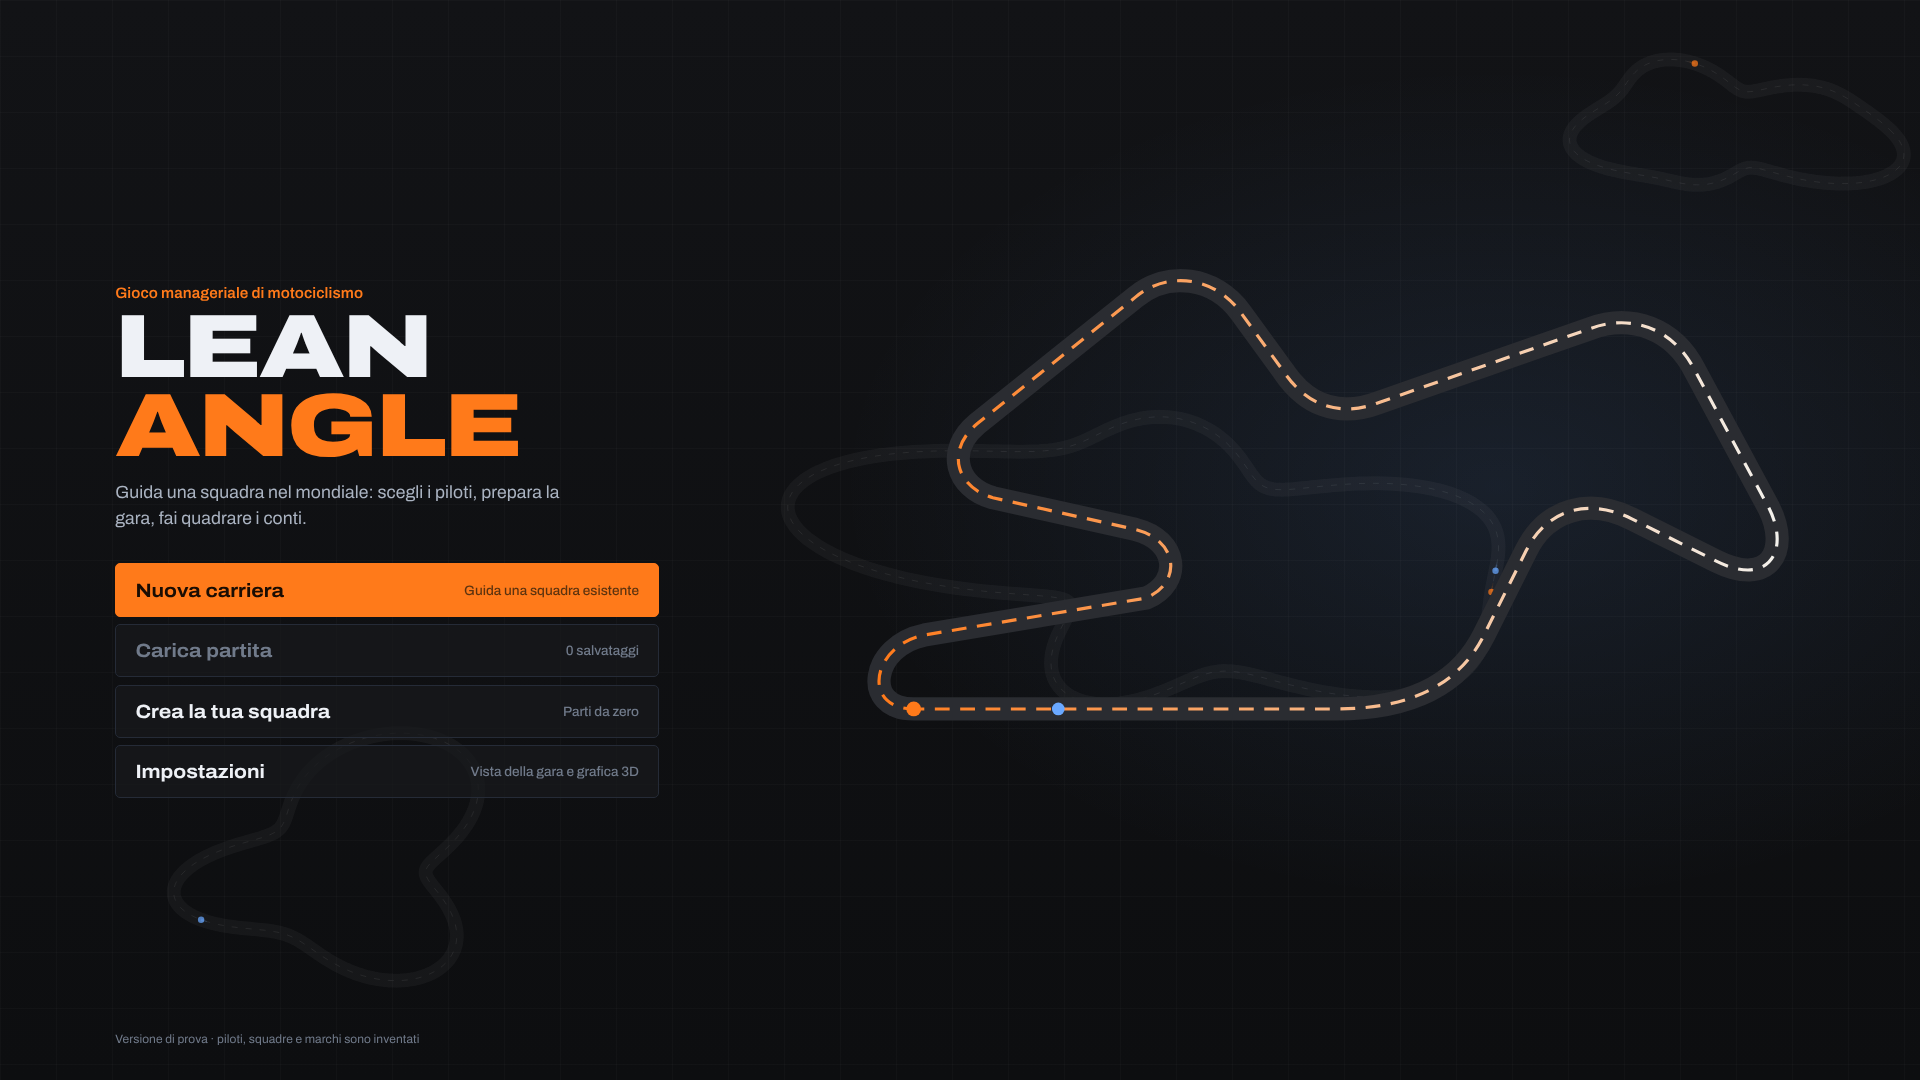 Gioco manageriale di motociclismo
LEAN
ANGLE
Guida una squadra nel mondiale: scegli i piloti, prepara la
gara, fai quadrare i conti.
Nuova carriera Guida una squadra esistente
Carica partita 0 salvataggi
Crea la tua squadra Parti da zero
Impostazioni Vista della gara e grafica 3D
Versione di prova · piloti, squadre e marchi sono inventati